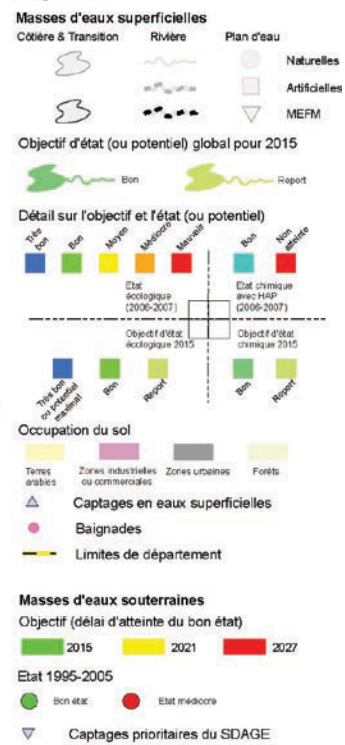 Masses d'eaux superficielles
Côtière & Transition Rivière Plan d'eau
Naturelles
Artificielles
MEFM
Objectif d'état (ou potentiel) global pour 2015
Bon Report
Détail sur l'objectif et l'état (ou potentiel)
Très bon Bon Moyen Médiocre Mauvais Bon Non atteinte
Etat écologique (2006-2007)
Etat chimique avec HAP (2006-2007)
Objectif d'état écologique 2015
Objectif d'état chimique 2015
Très bon ou potentiel maximal Bon Report Bon Report
Occupation du sol
Terres arables
Zones industrielles ou commerciales
Zones urbaines
Forêts
Captages en eaux superficielles
Baignades
Limites de département
Masses d'eaux souterraines
Objectif (délai d'atteinte du bon état)
2015 2021 2027
Etat 1995-2005
Bon état Etat médiocre
Captages prioritaires du SDAGE